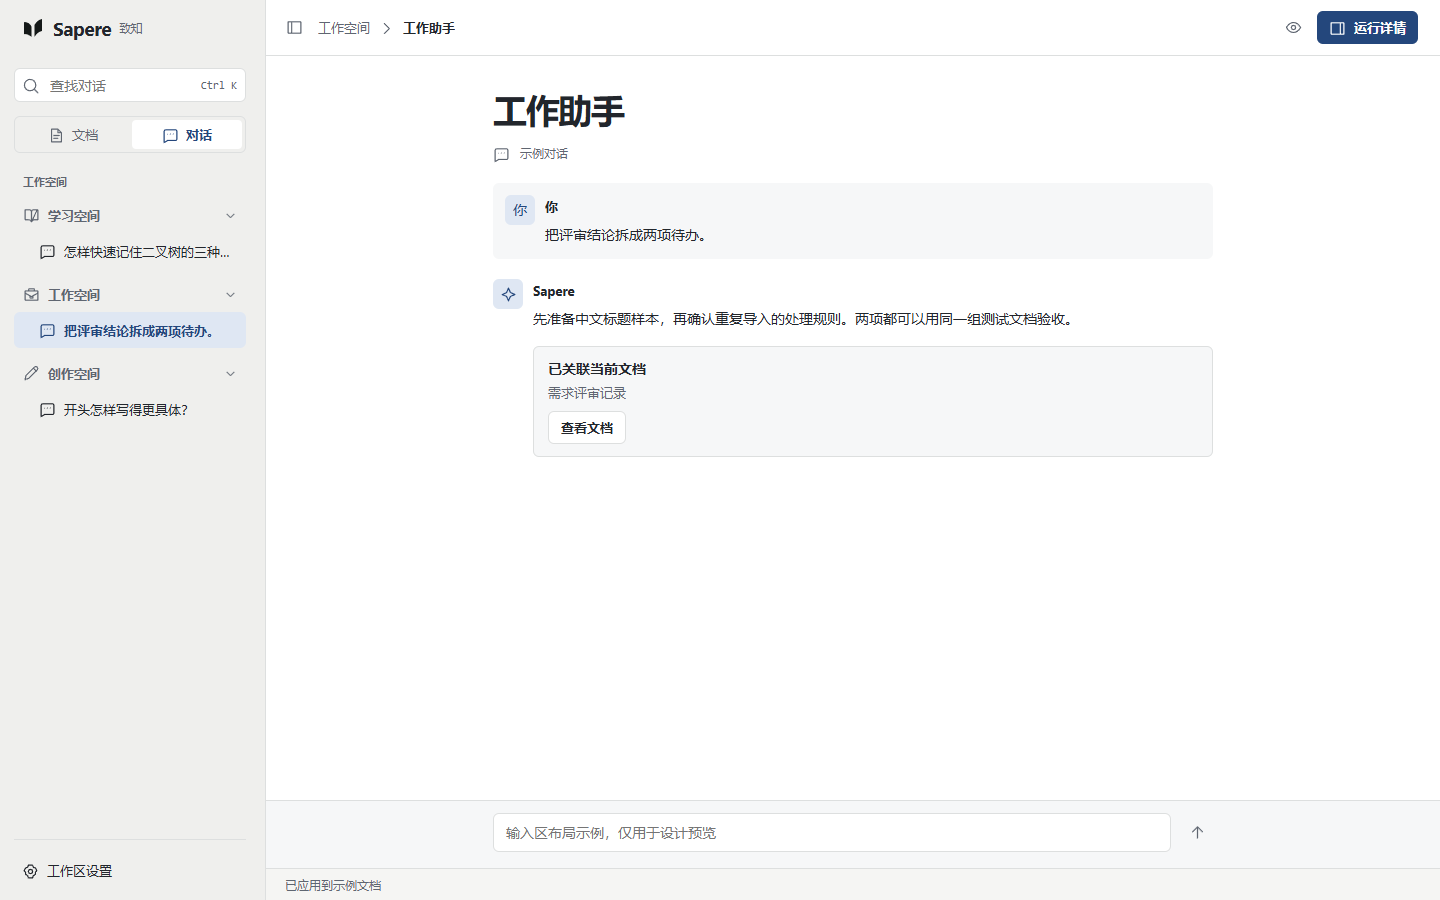 Sapere 致知
查找对话 Ctrl K
文档 对话
工作空间
学习空间
怎样快速记住二叉树的三种...
工作空间
把评审结论拆成两项待办。
创作空间
开头怎样写得更具体？
工作区设置
工作空间 > 工作助手
运行详情
工作助手
示例对话
你 你
把评审结论拆成两项待办。
Sapere
先准备中文标题样本，再确认重复导入的处理规则。两项都可以用同一组测试文档验收。
已关联当前文档
需求评审记录
查看文档
输入区布局示例，仅用于设计预览
已应用到示例文档